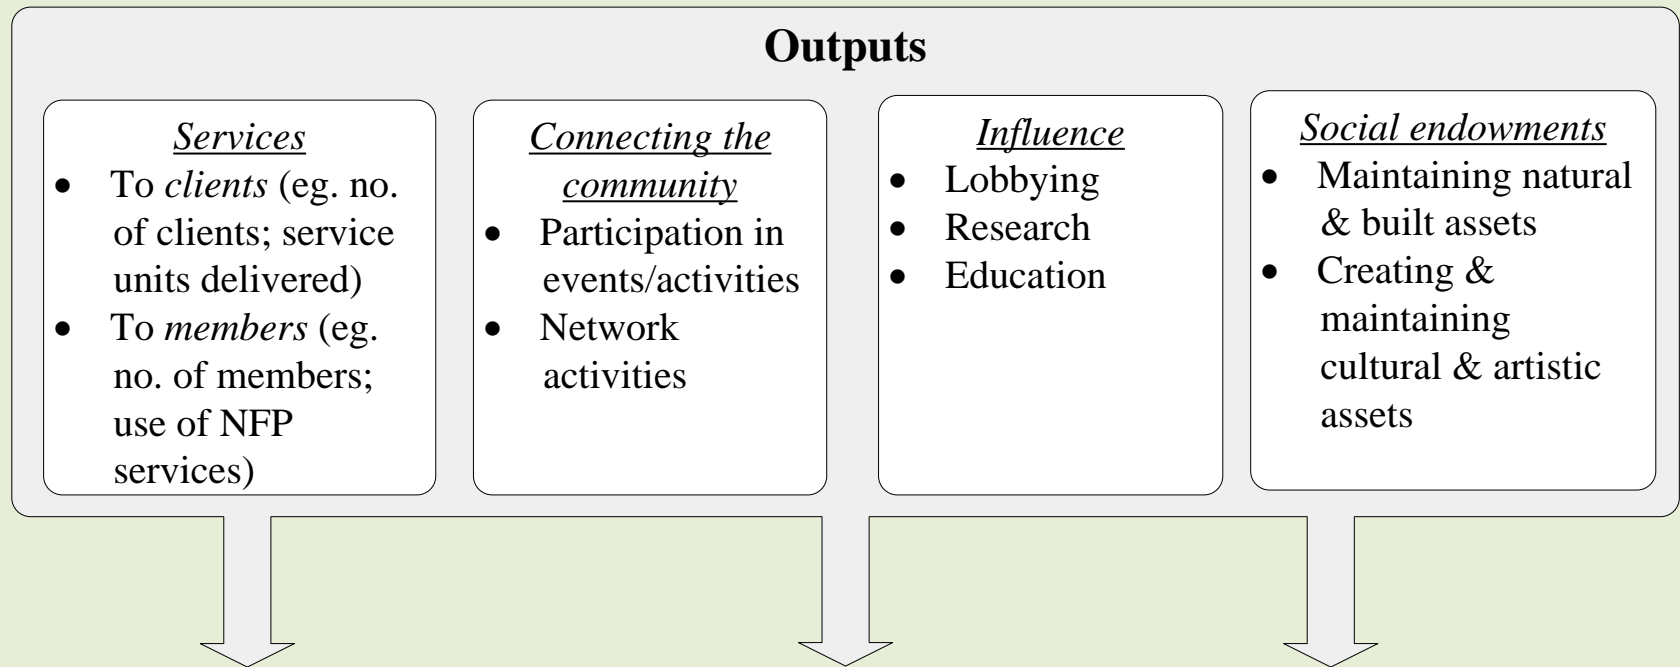 Outputs
Services
• To clients (eg. no.
of clients; service
units delivered)
• To members (eg.
no. of members;
use of NFP
services)
Connecting the
community
• Participation in
events/activities
• Network
activities
Influence
• Lobbying
• Research
• Education
Social endowments
• Maintaining natural
& built assets
• Creating &
maintaining
cultural & artistic
assets